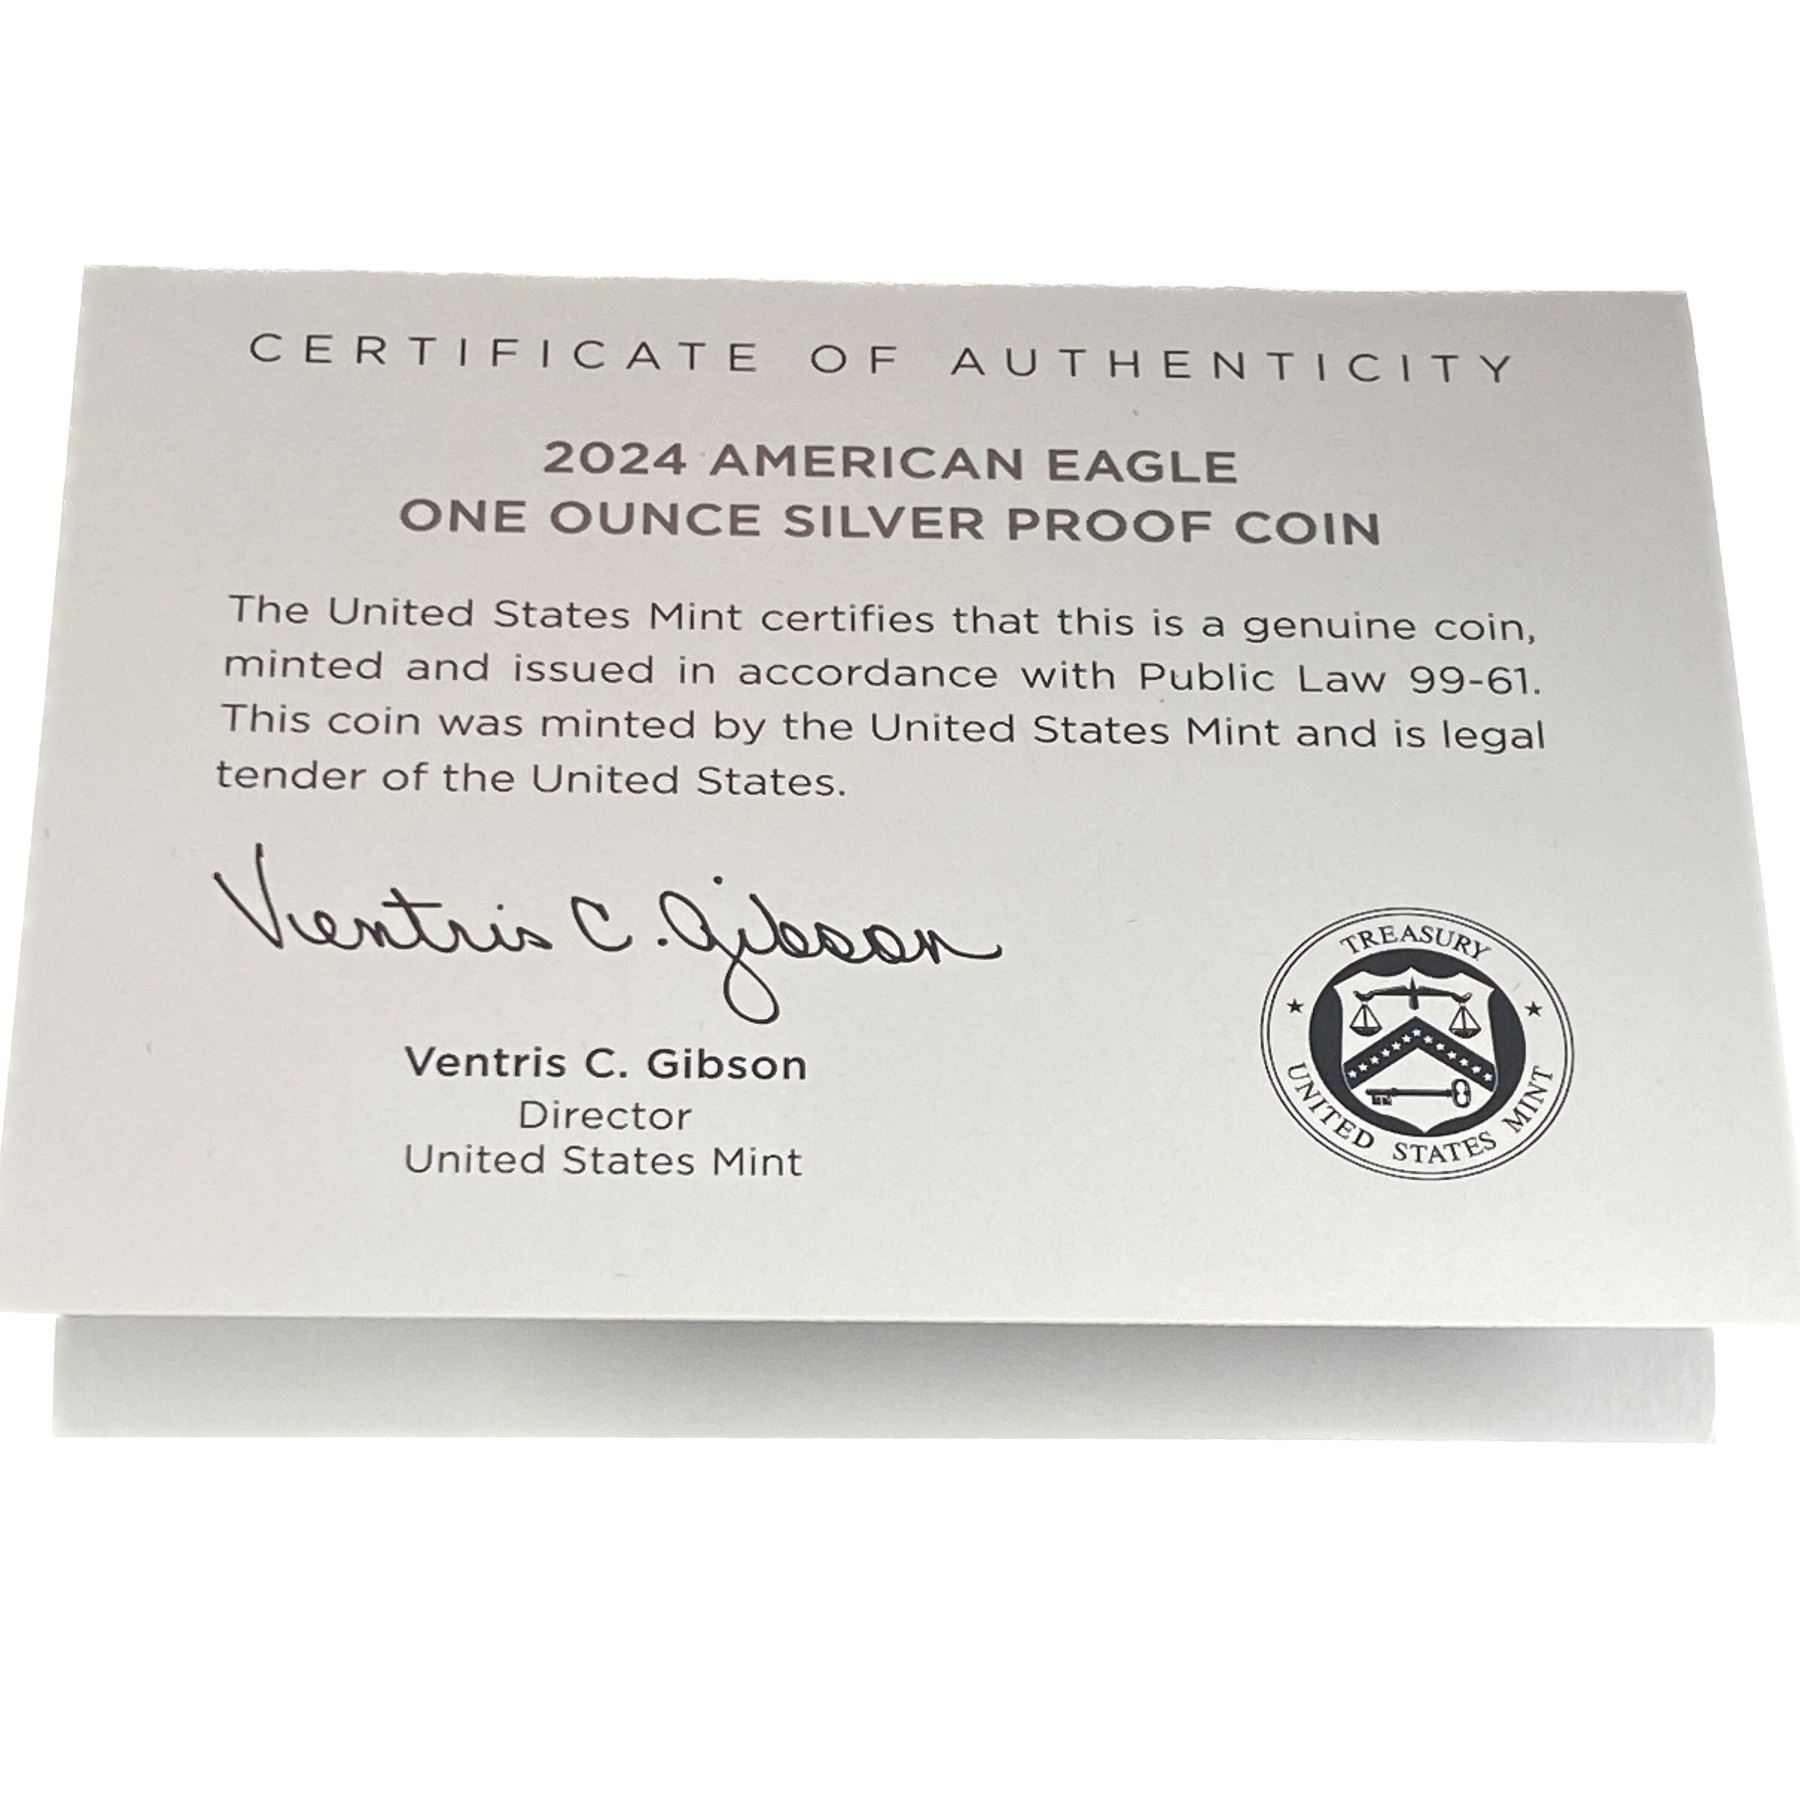 CERTIFICATE OF AUTHENTICITY
2024 AMERICAN EAGLE
ONE OUNCE SILVER PROOF COIN
The United States Mint certifies that this is a genuine coin,
minted and issued in accordance with Public Law 99-61.
This coin was minted by the United States Mint and is legal
tender of the United States.
Ventris C. Gibson
Ventris C. Gibson
Director
United States Mint
TREASURY
UNITED STATES MINT